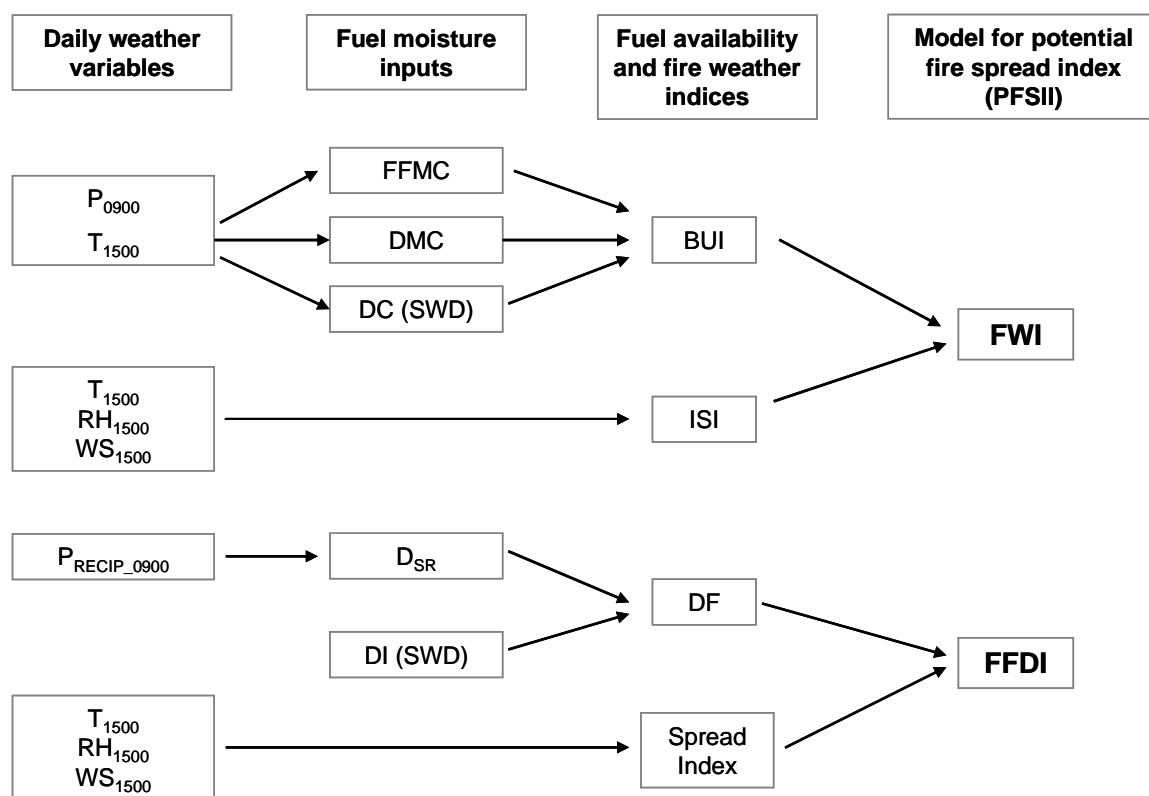 Daily weather
variables
Fuel moisture
inputs
Fuel availability
and fire weather
indices
Model for potential
fire spread index
(PFSII)
P0900
T1500
FFMC
DMC
DC (SWD)
BUI
FWI
T1500
RH1500
WS1500
ISI
PRECIP_0900
DSR
DI (SWD)
DF
FFDI
T1500
RH1500
WS1500
Spread
Index